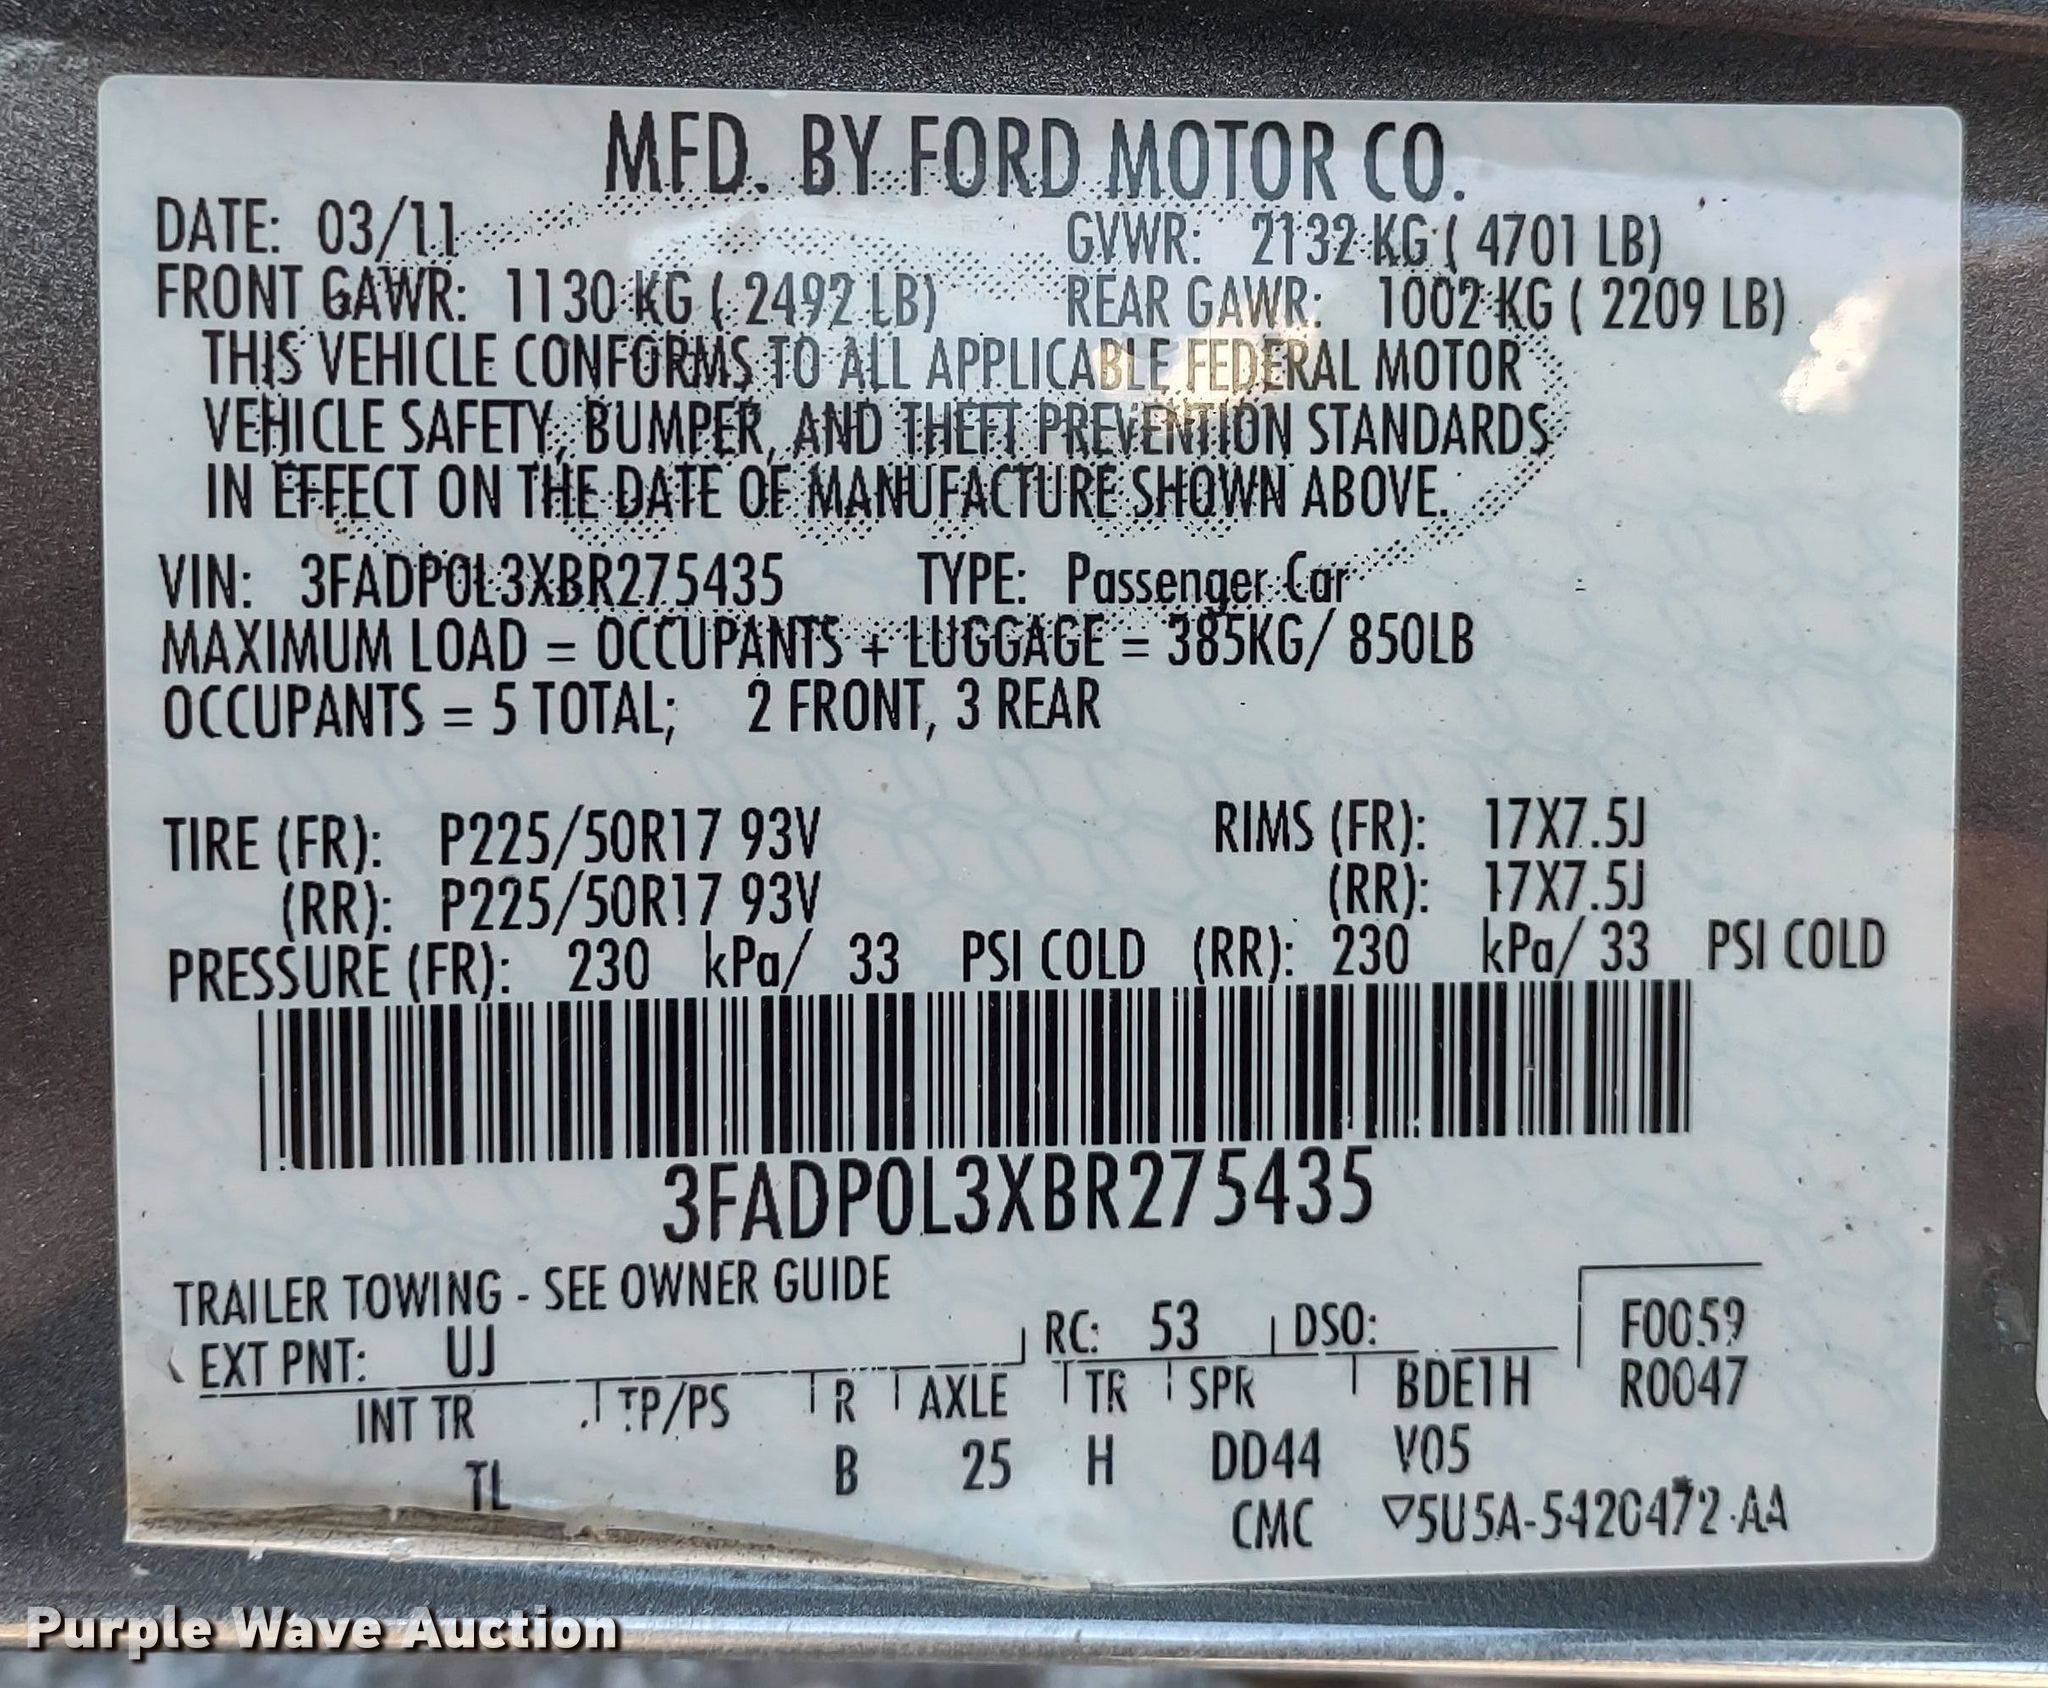 MFD. BY FORD MOTOR CO.
DATE: 03/11 GVWR: 2132 KG ( 4701 LB)
FRONT GAWR: 1130 KG ( 2492 LB) REAR GAWR: 1002 KG ( 2209 LB)
THIS VEHICLE CONFORMS TO ALL APPLICABLE FEDERAL MOTOR
VEHICLE SAFETY, BUMPER, AND THEFT PREVENTION STANDARDS
IN EFFECT ON THE DATE OF MANUFACTURE SHOWN ABOVE.
VIN: 3FADP0L3XBR275435 TYPE: Passenger Car
MAXIMUM LOAD = OCCUPANTS + LUGGAGE = 385KG/ 850LB
OCCUPANTS = 5 TOTAL; 2 FRONT, 3 REAR
TIRE (FR): P225/50R17 93V RIMS (FR): 17X7.5J
(RR): P225/50R17 93V (RR): 17X7.5J
PRESSURE (FR): 230 kPa/ 33 PSI COLD (RR): 230 kPa/ 33 PSI COLD
3FADP0L3XBR275435
TRAILER TOWING - SEE OWNER GUIDE
EXT PNT: UJ RC: 53 DSO: F0059
INT TR TP/PS R AXLE TR SPR BDE1H R0047
TL B 25 H DD44 V05
CMC ▽5U5A-5420472-AA
Purple Wave Auction